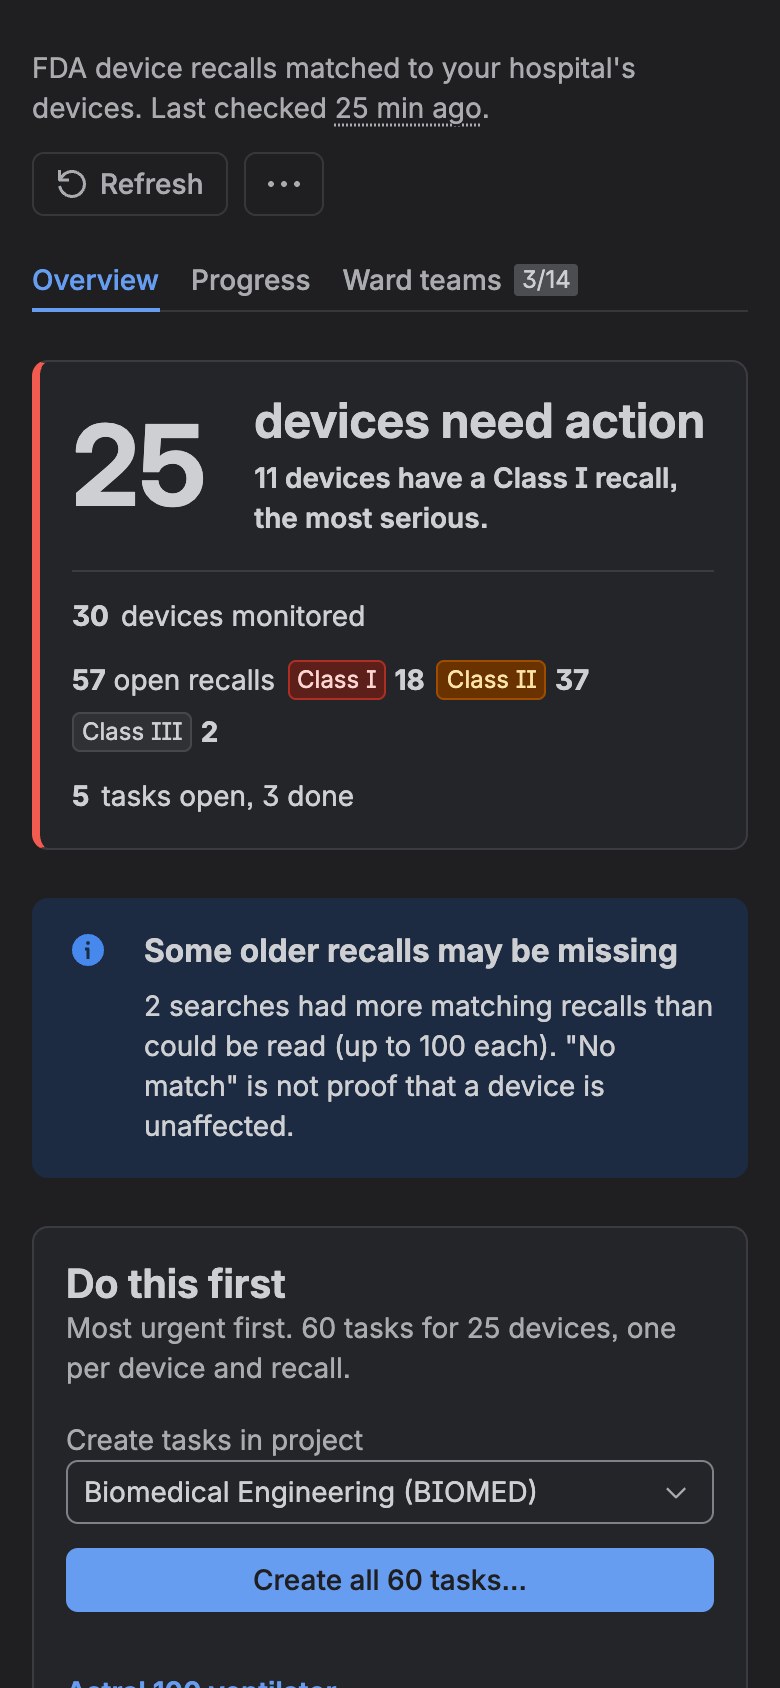 FDA device recalls matched to your hospital's
devices. Last checked 25 min ago.
Refresh
Overview Progress Ward teams 3/14
25
devices need action
11 devices have a Class I recall,
the most serious.
30 devices monitored
57 open recalls Class I 18 Class II 37
Class III 2
5 tasks open, 3 done
Some older recalls may be missing
2 searches had more matching recalls than
could be read (up to 100 each). "No
match" is not proof that a device is
unaffected.
Do this first
Most urgent first. 60 tasks for 25 devices, one
per device and recall.
Create tasks in project
Biomedical Engineering (BIOMED)
Create all 60 tasks...
Astral 100 ventilator